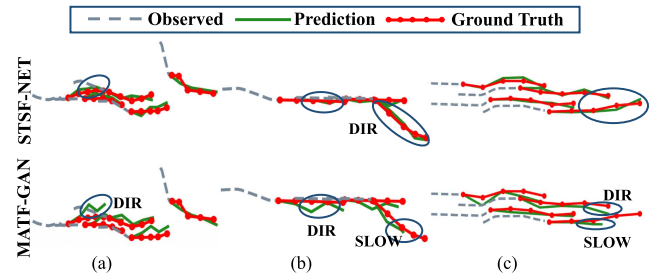 Observed Prediction Ground Truth
STSF-NET
DIR
MATF-GAN
DIR
DIR
SLOW
DIR
SLOW
(a) (b) (c)